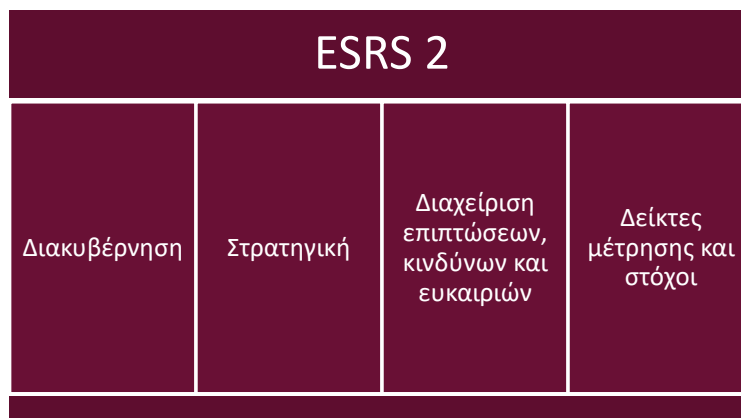 ESRS 2
Διακυβέρνηση
Στρατηγική
Διαχείριση
επιπτώσεων,
κινδύνων και
ευκαιριών
Δείκτες
μέτρησης και
στόχοι